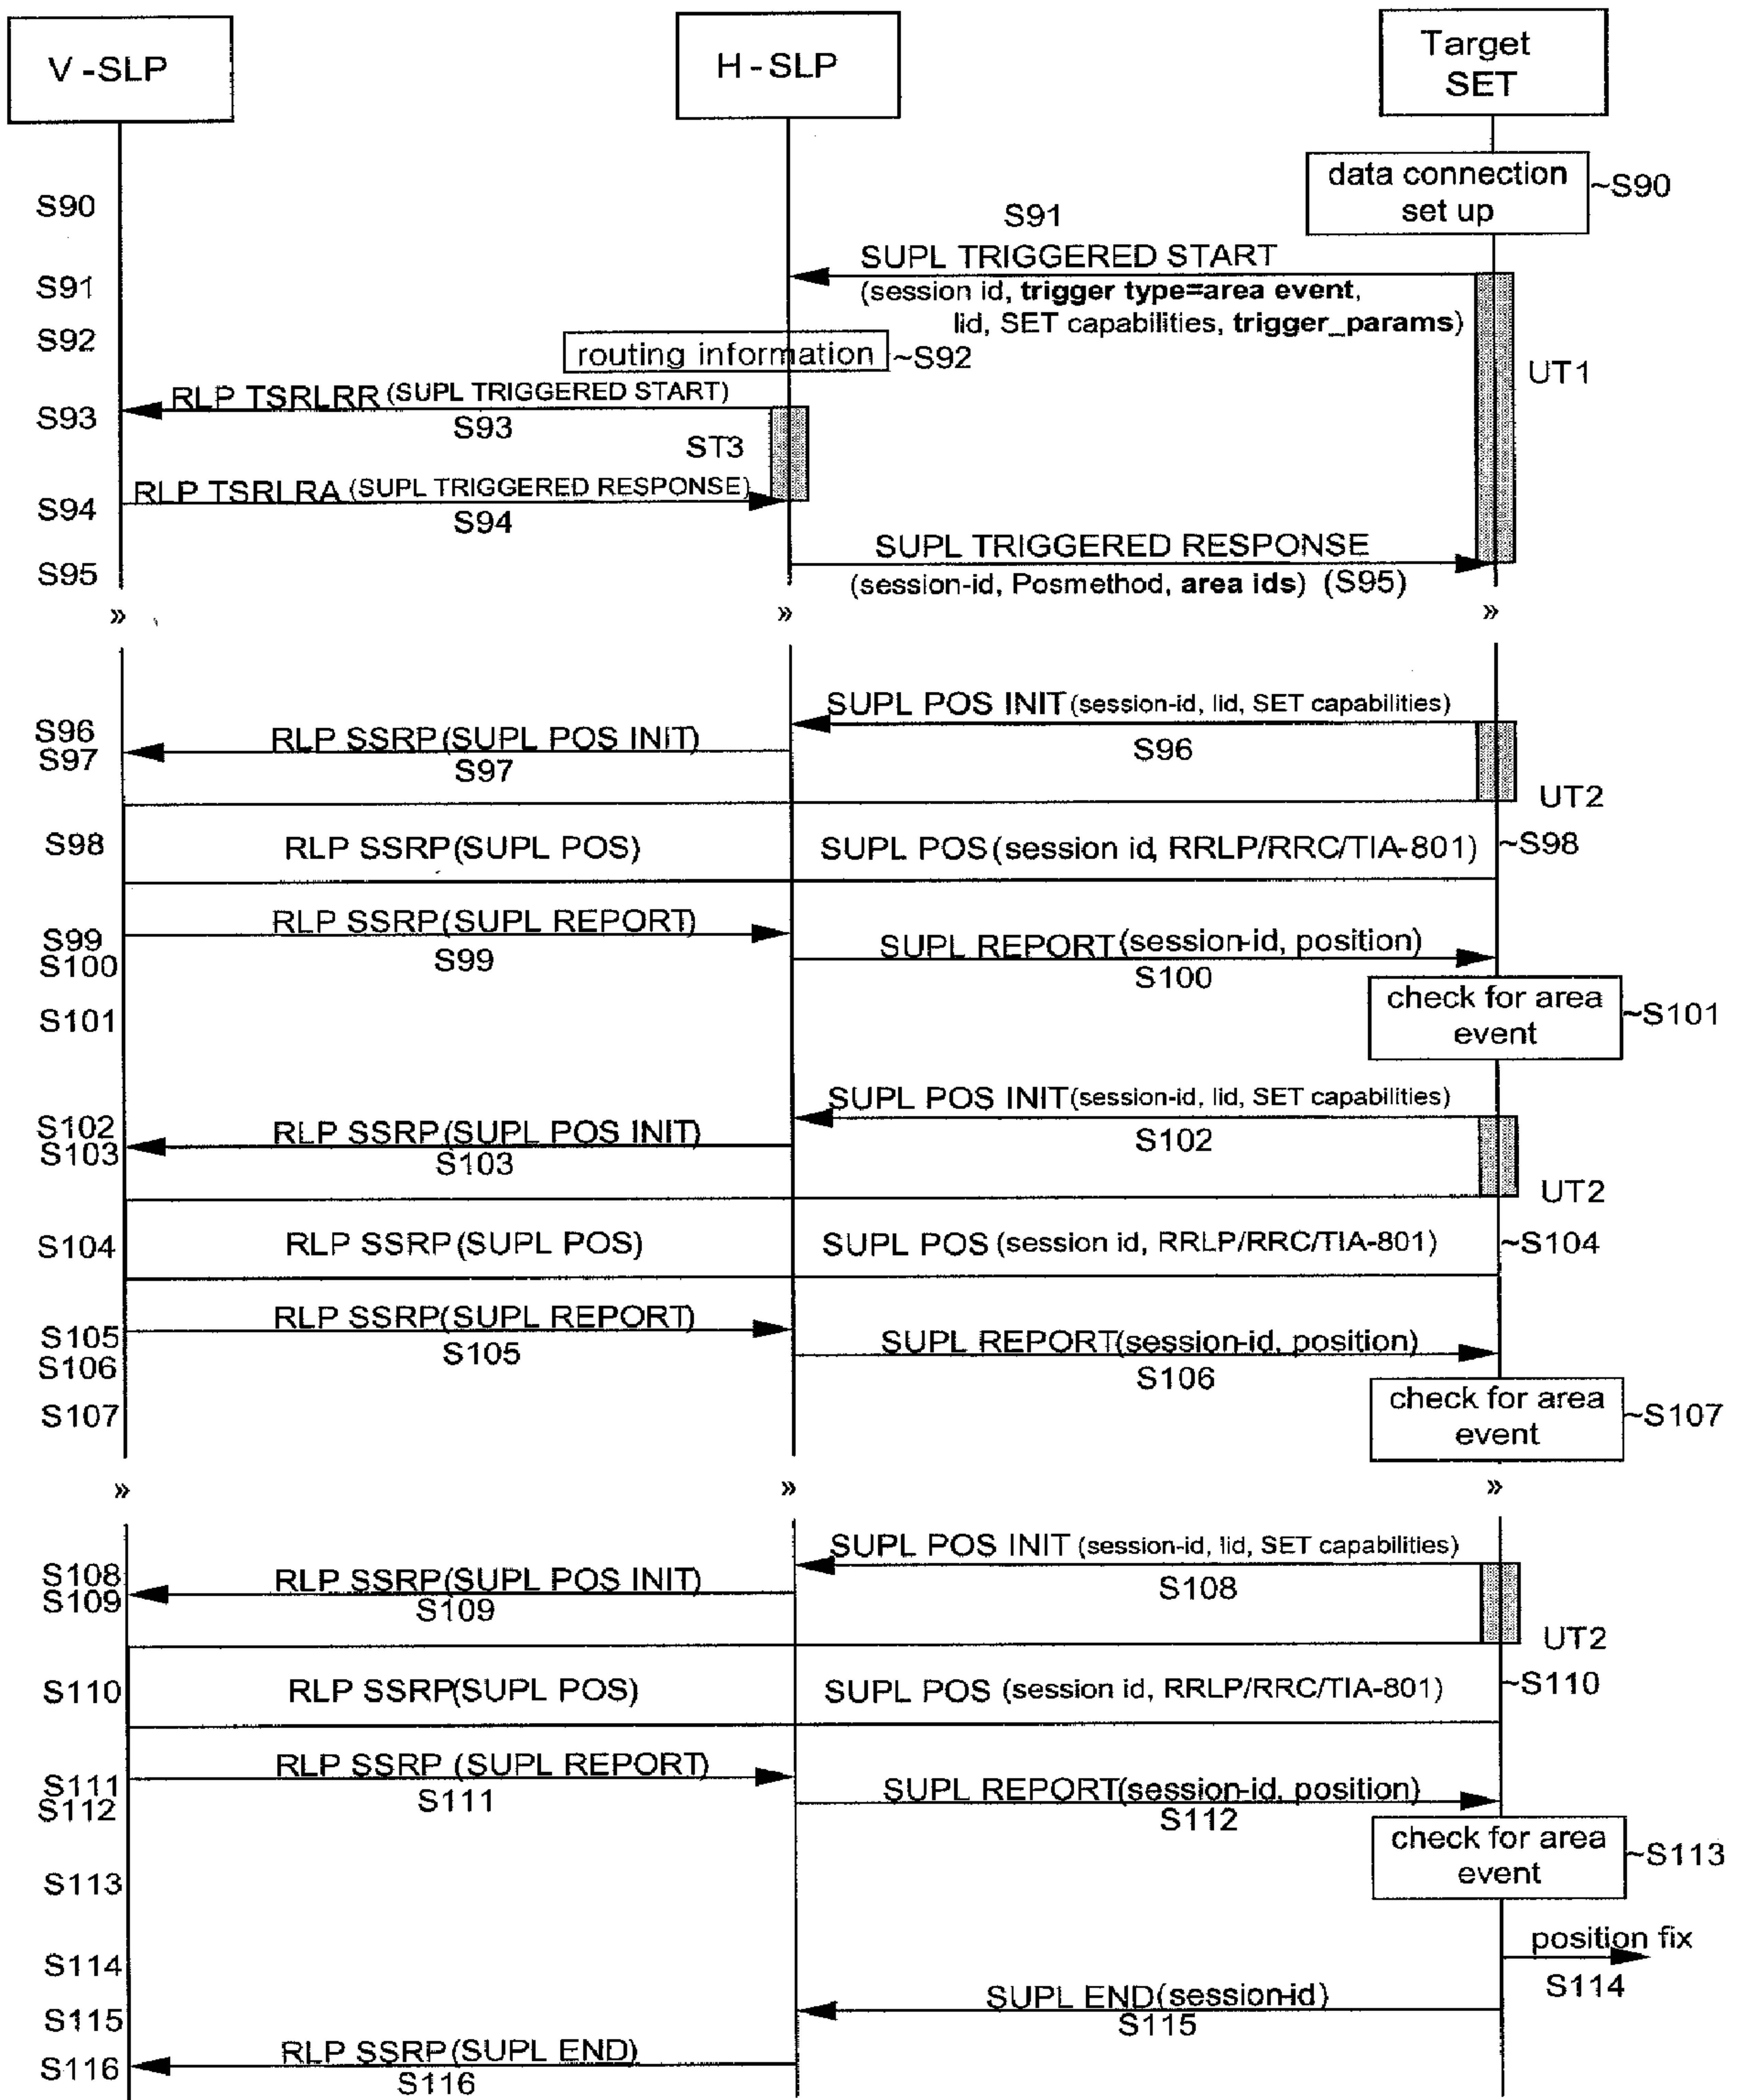 V-SLP
H-SLP
Target
SET
data connection
set up
~S90
S90
S91
SUPL TRIGGERED START
S91
(session id, trigger type=area event,
lid, SET capabilities, trigger_params)
S92
routing information
~S92
UT1
RLP TSRLRR (SUPL TRIGGERED START)
S93
S93
ST3
RLP TSRLRA (SUPL TRIGGERED RESPONSE)
S94
S94
SUPL TRIGGERED RESPONSE
S95
(session-id, Posmethod, area ids) (S95)
»
»
»
SUPL POS INIT (session-id, lid, SET capabilities)
S96
S96
RLP SSRP(SUPL POS INIT)
S97
S97
UT2
S98
RLP SSRP(SUPL POS)
SUPL POS (session id, RRLP/RRC/TIA-801)
~S98
RLP SSRP(SUPL REPORT)
S99
S99
SUPL REPORT(session-id, position)
S100
S100
check for area
event
S101
~S101
SUPL POS INIT(session-id, lid, SET capabilities)
S102
S102
RLP SSRP(SUPL POS INIT)
S103
S103
UT2
S104
RLP SSRP(SUPL POS)
SUPL POS (session id, RRLP/RRC/TIA-801)
~S104
RLP SSRP(SUPL REPORT)
S105
S105
SUPL REPORT(session-id, position)
S106
S106
check for area
event
S107
~S107
»
»
»
SUPL POS INIT (session-id, lid, SET capabilities)
S108
S108
RLP SSRP(SUPL POS INIT)
S109
S109
UT2
S110
RLP SSRP(SUPL POS)
SUPL POS (session id, RRLP/RRC/TIA-801)
~S110
RLP SSRP (SUPL REPORT)
S111
S111
SUPL REPORT(session-id, position)
S112
S112
check for area
event
~S113
S113
position fix
S114
S114
SUPL END(session-id)
S115
S115
RLP SSRP(SUPL END)
S116
S116